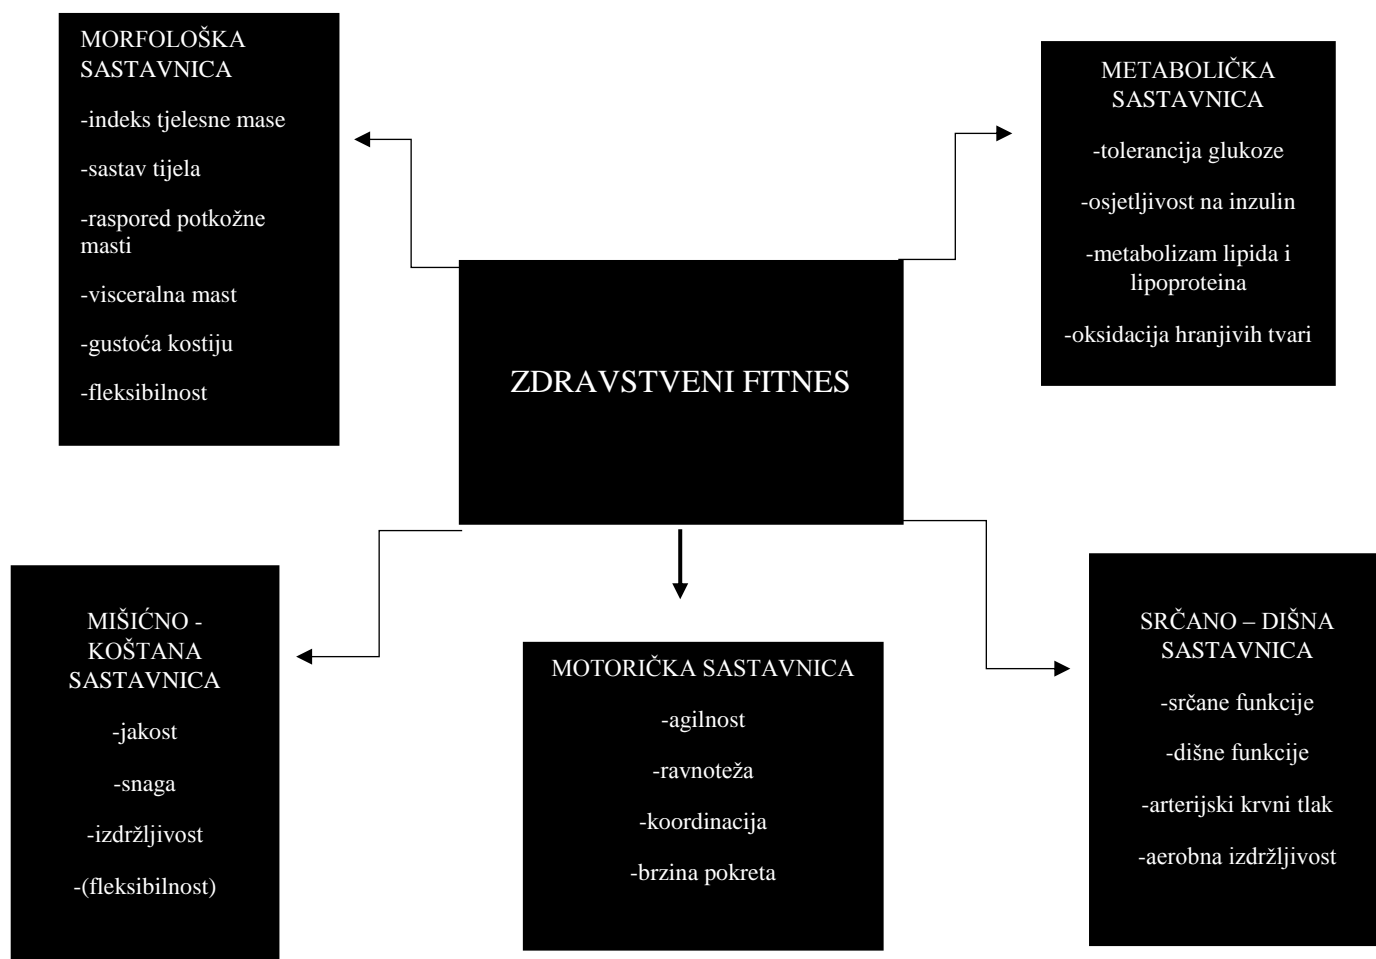 MORFOLOŠKA
SASTAVNICA
-indeks tjelesne mase
-sastav tijela
-raspored potkožne
masti
-visceralna mast
-gustoća kostiju
-fleksibilnost
METABOLIČKA
SASTAVNICA
-tolerancija glukoze
-osjetljivost na inzulin
-metabolizam lipida i
lipoproteina
-oksidacija hranjivih tvari
ZDRAVSTVENI FITNES
MIŠIĆNO -
KOŠTANA
SASTAVNICA
-jakost
-snaga
-izdržljivost
-(fleksibilnost)
MOTORIČKA SASTAVNICA
-agilnost
-ravnoteža
-koordinacija
-brzina pokreta
SRČANO – DIŠNA
SASTAVNICA
-srčane funkcije
-dišne funkcije
-arterijski krvni tlak
-aerobna izdržljivost